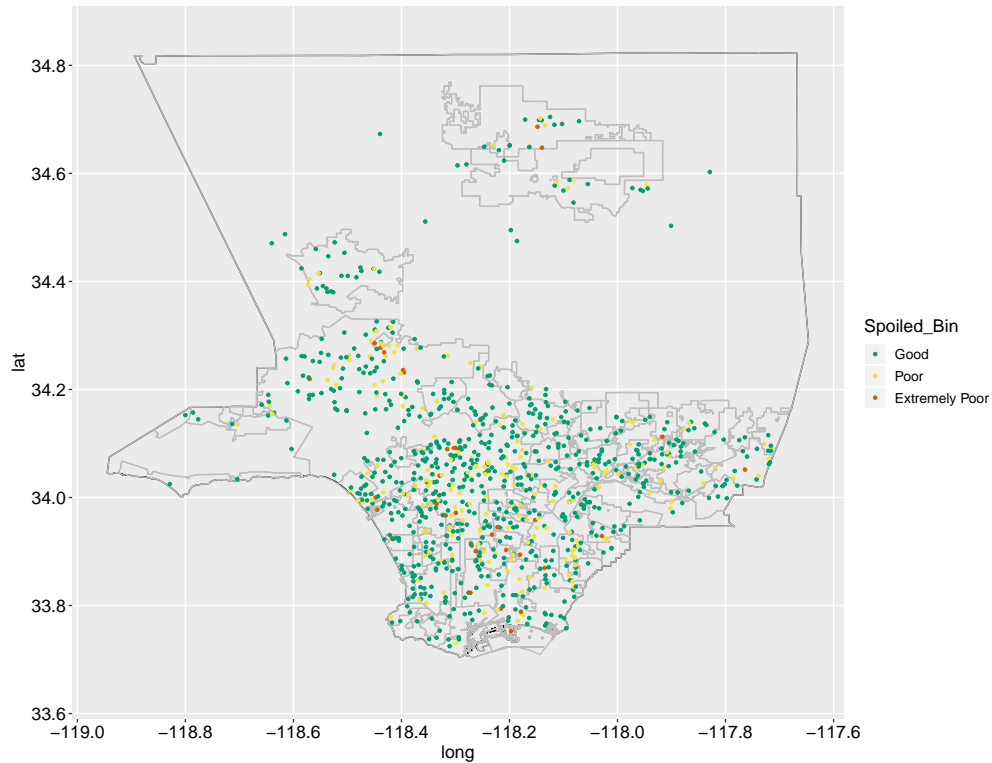 34.8
34.6
34.4
34.2
34.0
33.8
33.6
lat
−119.0 −118.8 −118.6 −118.4 −118.2 −118.0 −117.8 −117.6
long
Spoiled_Bin
Good
Poor
Extremely Poor